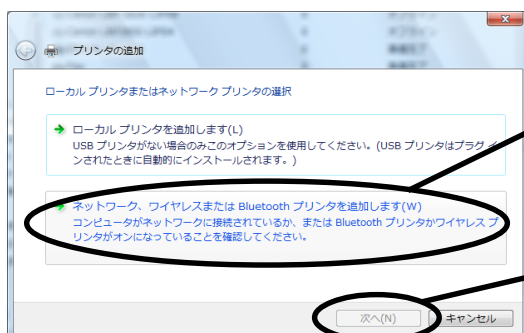 プリンタの追加
ローカル プリンタまたはネットワーク プリンタの選択
ローカル プリンタを追加します(L)
USB プリンタがない場合のみこのオプションを使用してください。(USB プリンタはプラグ イ
ンされたときに自動的にインストールされます。)
ネットワーク、ワイヤレスまたは Bluetooth プリンタを追加します(W)
コンピュータがネットワークに接続されているか、または Bluetooth プリンタかワイヤレス プ
リンタがオンになっていることを確認してください。
次へ(N)
キャンセル